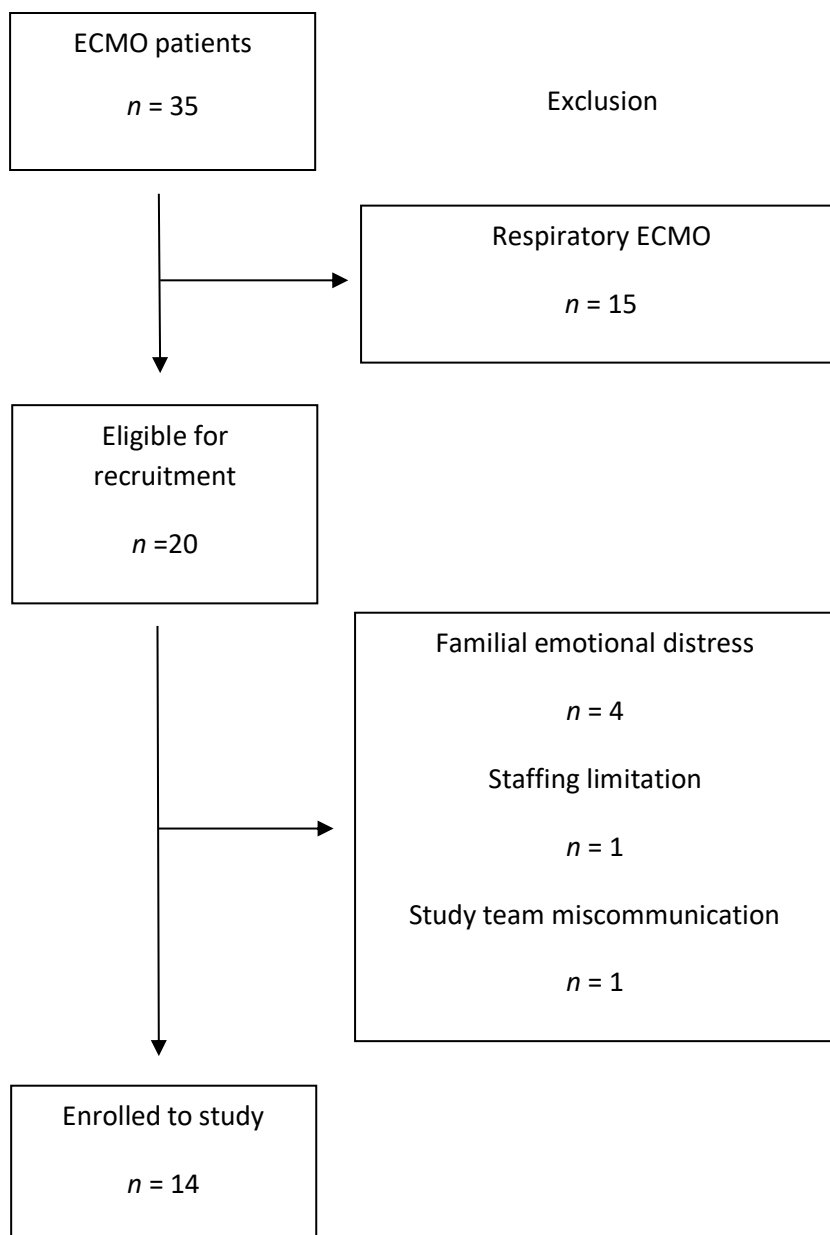 ECMO patients
n = 35
Exclusion
Respiratory ECMO
n = 15
Eligible for
recruitment
n =20
Familial emotional distress
n = 4
Staffing limitation
n = 1
Study team miscommunication
n = 1
Enrolled to study
n = 14